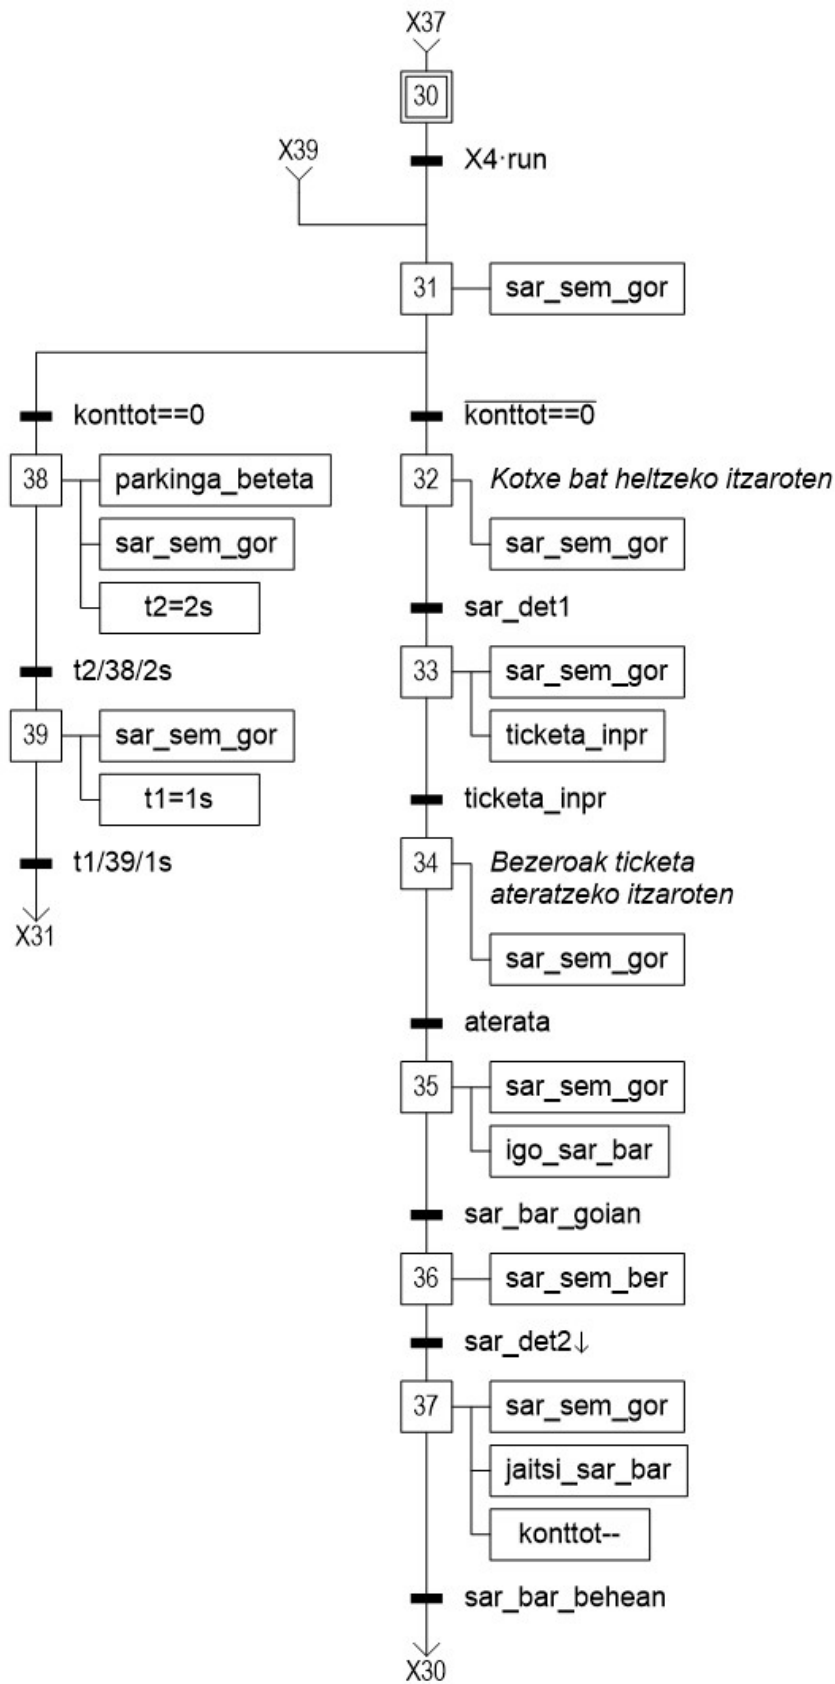 X37
30
X4·run
X39
31
sar_sem_gor
konttot==0
konttot==0
38
parkinga_beteta
32
Kotxe bat heltzeko itzaroten
sar_sem_gor
sar_sem_gor
t2=2s
sar_det1
t2/38/2s
33
sar_sem_gor
39
sar_sem_gor
ticketa_inpr
t1=1s
ticketa_inpr
t1/39/1s
34
Bezeroak ticketa
ateratzeko itzaroten
X31
sar_sem_gor
aterata
35
sar_sem_gor
igo_sar_bar
sar_bar_goian
36
sar_sem_ber
sar_det2↓
37
sar_sem_gor
jaitsi_sar_bar
konttot--
sar_bar_behean
X30